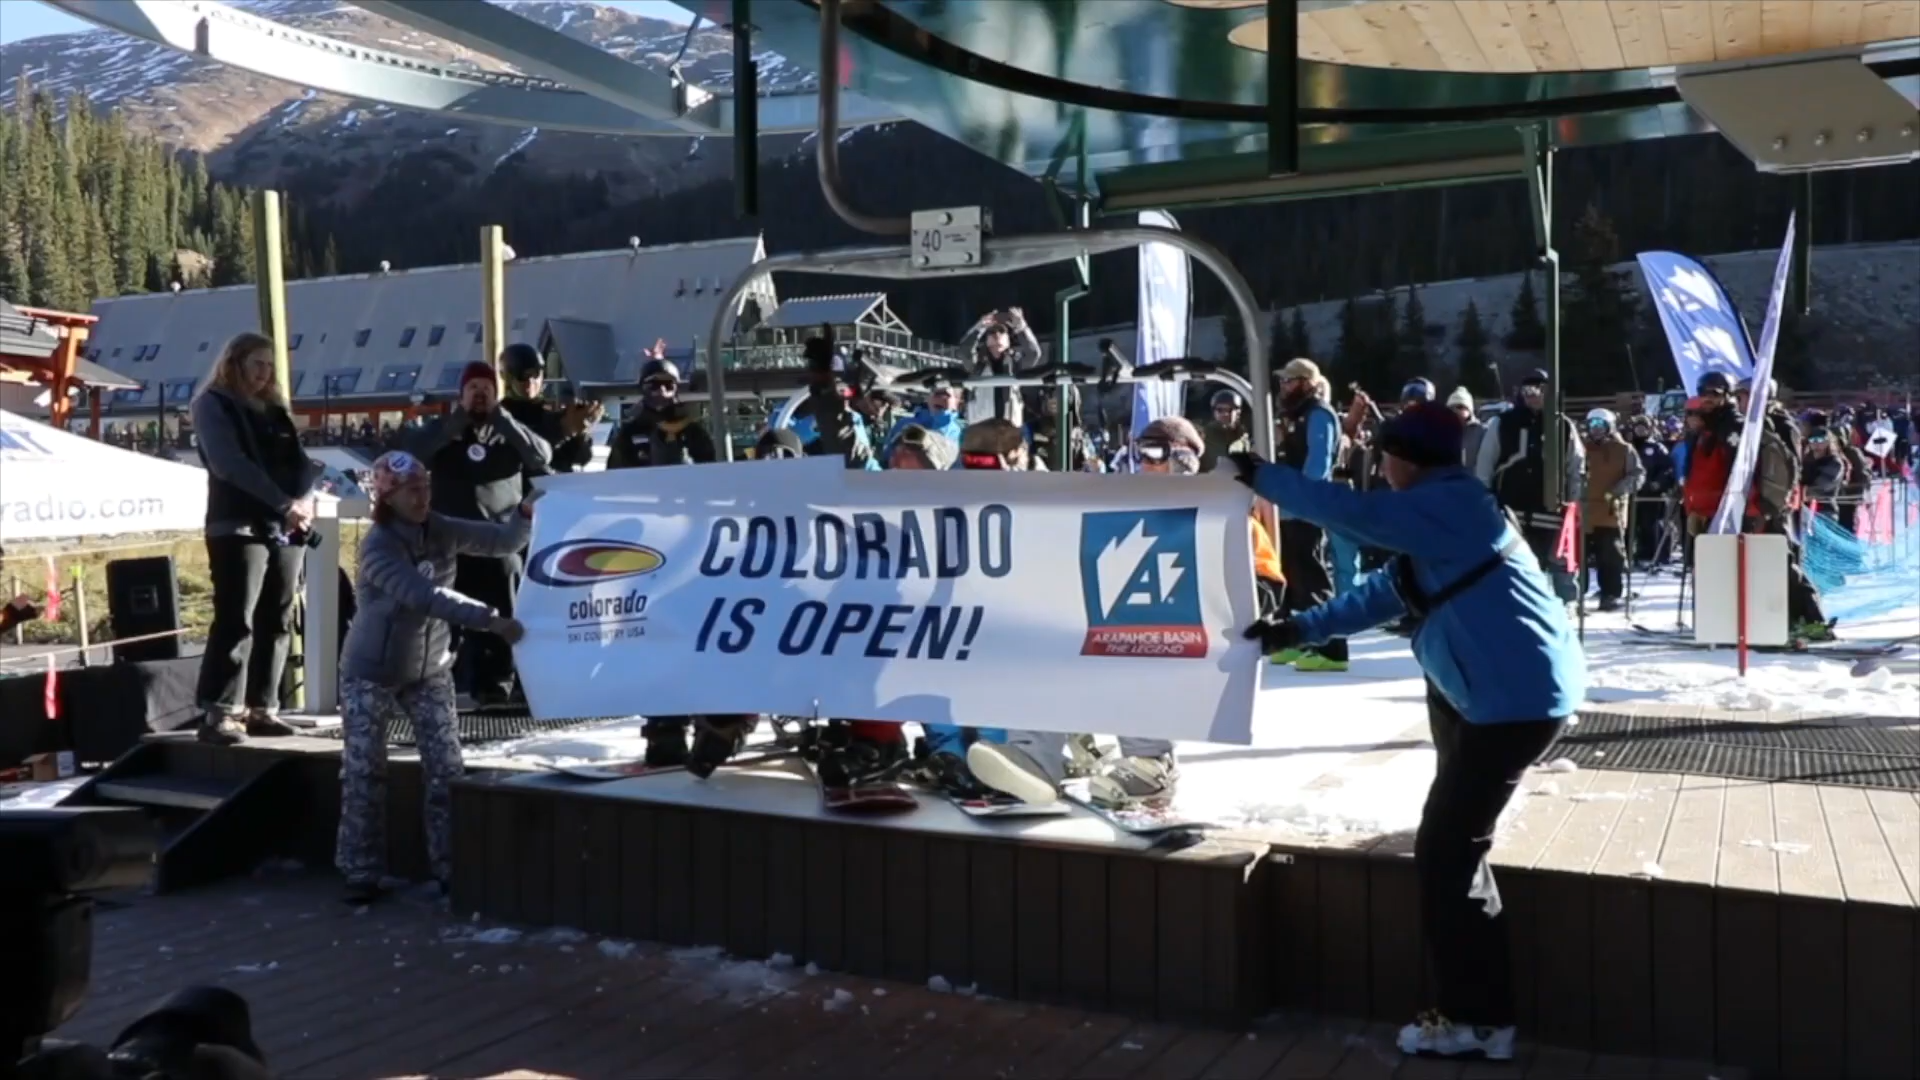 40
radio.com
COLORADO
IS OPEN!
colorado
SKI COUNTRY USA
A
ARAPAHOE BASIN
THE LEGEND